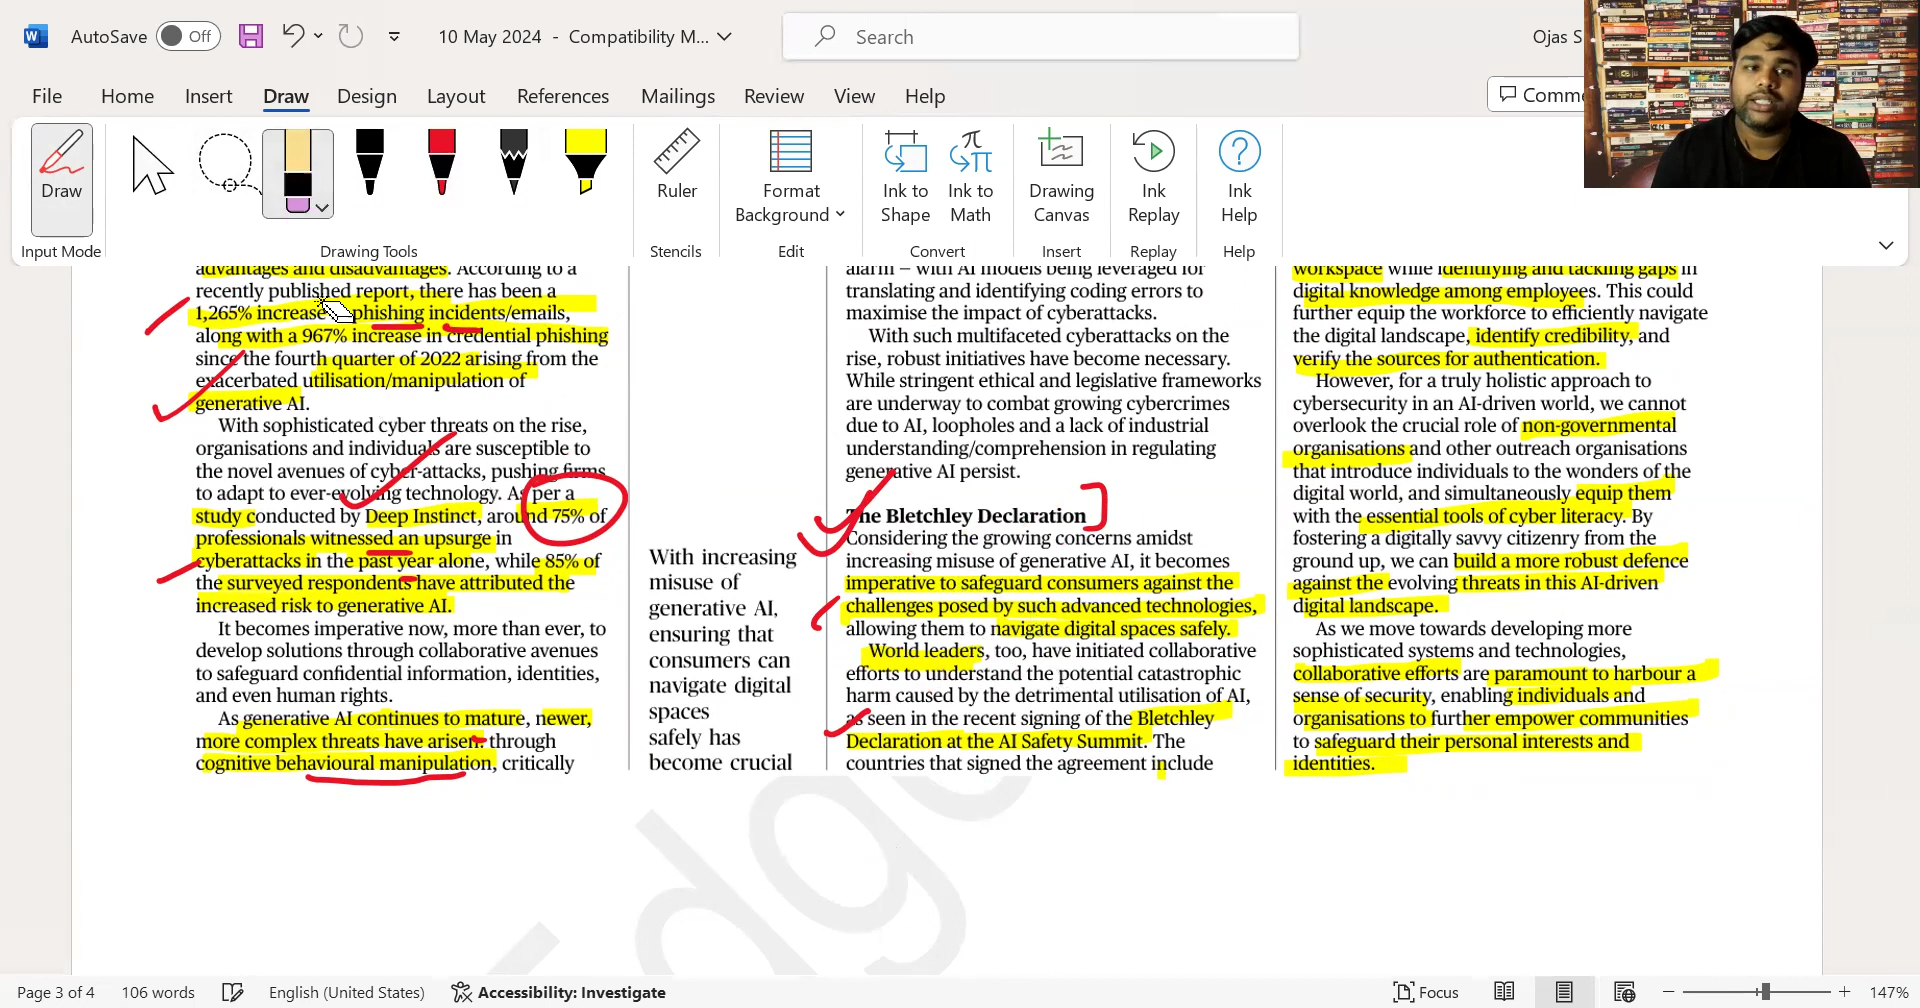 AutoSave Off 10 May 2024 - Compatibility M... Search Ojas S
File Home Insert Draw Design Layout References Mailings Review View Help Comme
Draw
Ruler
Format Background
Ink to Shape
Ink to Math
Drawing Canvas
Ink Replay
Ink Help
Input Mode Drawing Tools Stencils Edit Convert Insert Replay Help
advantages and disadvantages. According to a
recently published report, there has been a
1,265% increase phishing incidents/emails,
along with a 967% increase in credential phishing
since the fourth quarter of 2022 arising from the
exacerbated utilisation/manipulation of
generative AI.
With sophisticated cyber threats on the rise,
organisations and individuals are susceptible to
the novel avenues of cyber-attacks, pushing firms
to adapt to ever-evolving technology. As per a
study conducted by Deep Instinct, around 75% of
professionals witnessed an upsurge in
cyberattacks in the past year alone, while 85% of
the surveyed respondents have attributed the
increased risk to generative AI.
It becomes imperative now, more than ever, to
develop solutions through collaborative avenues
to safeguard confidential information, identities,
and even human rights.
As generative AI continues to mature, newer,
more complex threats have arisen: through
cognitive behavioural manipulation, critically
With increasing
misuse of
generative AI,
ensuring that
consumers can
navigate digital
spaces
safely has
become crucial
alarm — with AI models being leveraged for
translating and identifying coding errors to
maximise the impact of cyberattacks.
With such multifaceted cyberattacks on the
rise, robust initiatives have become necessary.
While stringent ethical and legislative frameworks
are underway to combat growing cybercrimes
due to AI, loopholes and a lack of industrial
understanding/comprehension in regulating
generative AI persist.
The Bletchley Declaration
Considering the growing concerns amidst
increasing misuse of generative AI, it becomes
imperative to safeguard consumers against the
challenges posed by such advanced technologies,
allowing them to navigate digital spaces safely.
World leaders, too, have initiated collaborative
efforts to understand the potential catastrophic
harm caused by the detrimental utilisation of AI,
as seen in the recent signing of the Bletchley
Declaration at the AI Safety Summit. The
countries that signed the agreement include
workspace while identifying and tackling gaps in
digital knowledge among employees. This could
further equip the workforce to efficiently navigate
the digital landscape, identify credibility, and
verify the sources for authentication.
However, for a truly holistic approach to
cybersecurity in an AI-driven world, we cannot
overlook the crucial role of non-governmental
organisations and other outreach organisations
that introduce individuals to the wonders of the
digital world, and simultaneously equip them
with the essential tools of cyber literacy. By
fostering a digitally savvy citizenry from the
ground up, we can build a more robust defence
against the evolving threats in this AI-driven
digital landscape.
As we move towards developing more
sophisticated systems and technologies,
collaborative efforts are paramount to harbour a
sense of security, enabling individuals and
organisations to further empower communities
to safeguard their personal interests and
identities.
Page 3 of 4 106 words English (United States) Accessibility: Investigate Focus 147%